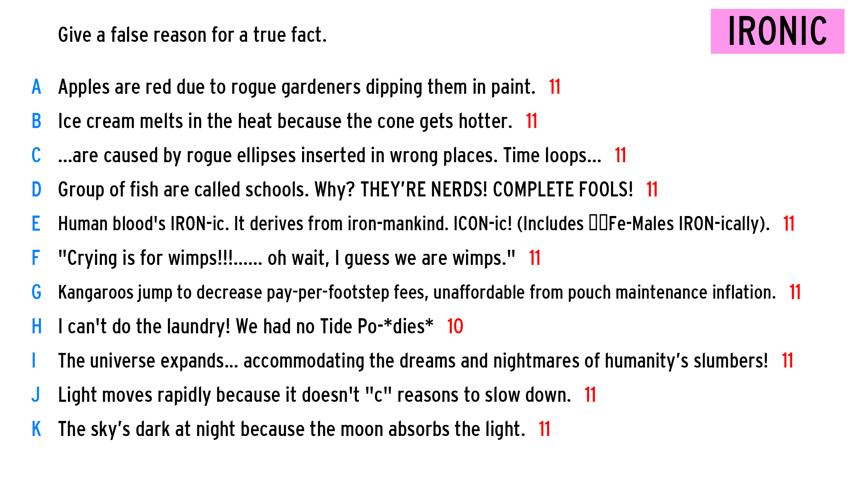 Give a false reason for a true fact.
IRONIC
A Apples are red due to rogue gardeners dipping them in paint. 11
B Ice cream melts in the heat because the cone gets hotter. 11
C ...are caused by rogue ellipses inserted in wrong places. Time loops... 11
D Group of fish are called schools. Why? THEY'RE NERDS! COMPLETE FOOLS! 11
E Human blood's IRON-ic. It derives from iron-mankind. ICON-ic! (Includes ▯▯Fe-Males IRON-ically). 11
F "Crying is for wimps!!!...... oh wait, I guess we are wimps." 11
G Kangaroos jump to decrease pay-per-footstep fees, unaffordable from pouch maintenance inflation. 11
H I can't do the laundry! We had no Tide Po-*dies* 10
I The universe expands... accommodating the dreams and nightmares of humanity's slumbers! 11
J Light moves rapidly because it doesn't "c" reasons to slow down. 11
K The sky's dark at night because the moon absorbs the light. 11